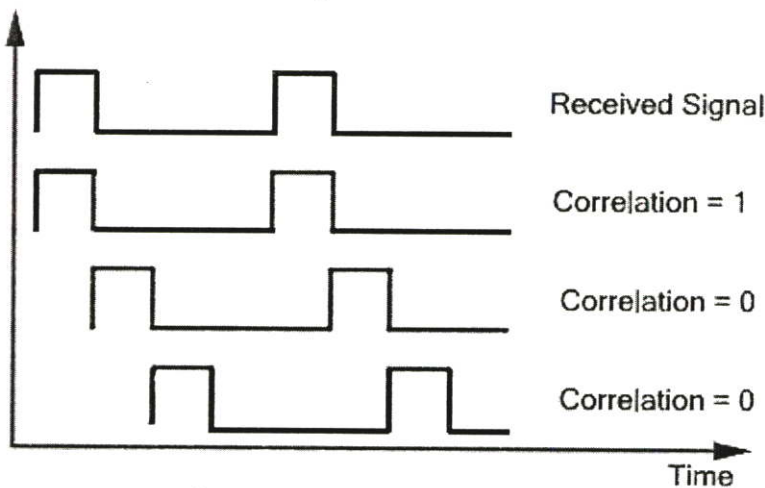 Received Signal
Correlation = 1
Correlation = 0
Correlation = 0
Time